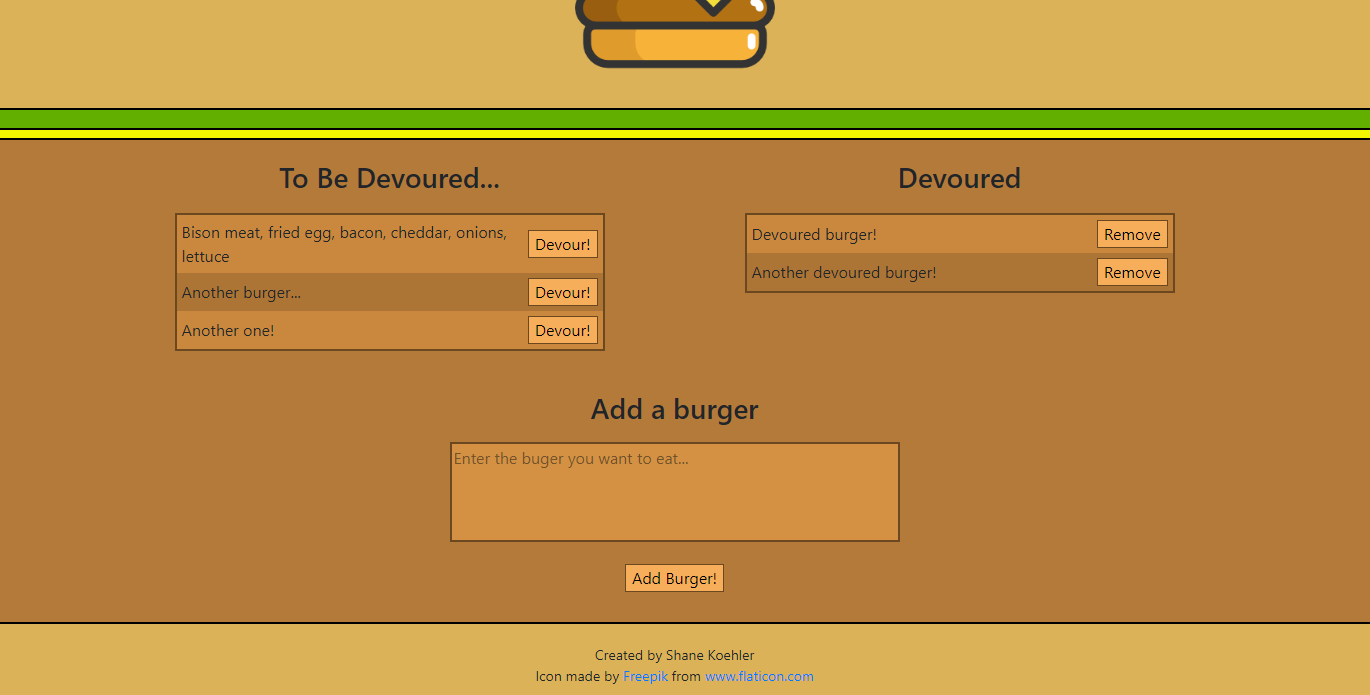 To Be Devoured...
Bison meat, fried egg, bacon, cheddar, onions,
lettuce
Devour!
Another burger...
Devour!
Another one!
Devour!
Devoured
Devoured burger!
Remove
Another devoured burger!
Remove
Add a burger
Enter the buger you want to eat...
Add Burger!
Created by Shane Koehler
Icon made by Freepik from www.flaticon.com